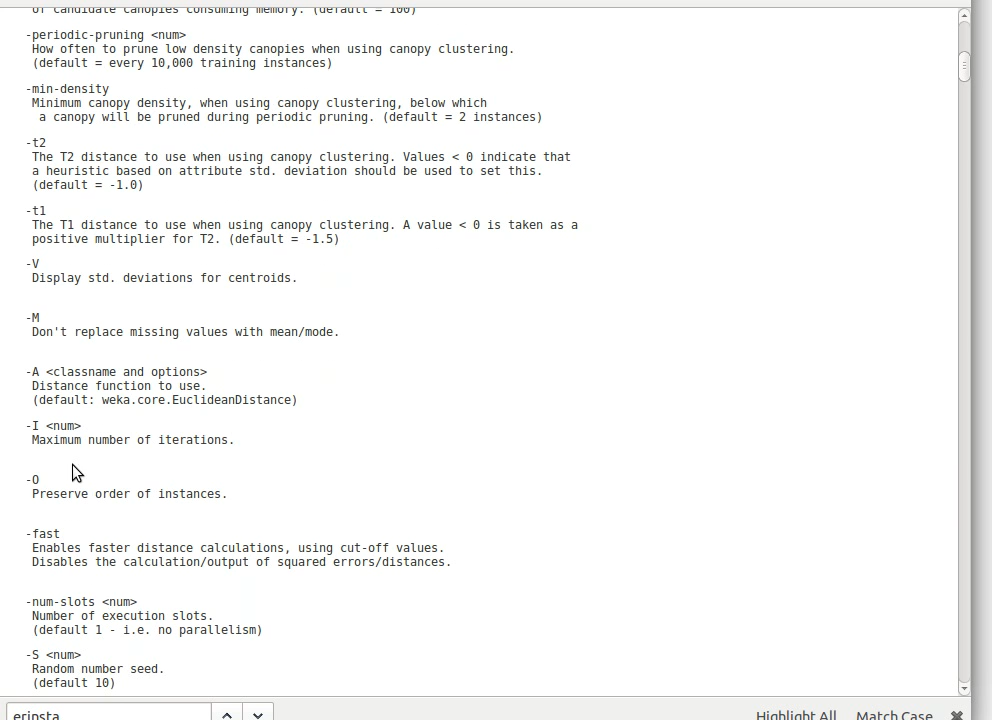 of candidate canopies consuming memory. (default = 100)
-periodic-pruning <num>
How often to prune low density canopies when using canopy clustering.
(default = every 10,000 training instances)
-min-density
Minimum canopy density, when using canopy clustering, below which
a canopy will be pruned during periodic pruning. (default = 2 instances)
-t2
The T2 distance to use when using canopy clustering. Values < 0 indicate that
a heuristic based on attribute std. deviation should be used to set this.
(default = -1.0)
-t1
The T1 distance to use when using canopy clustering. A value < 0 is taken as a
positive multiplier for T2. (default = -1.5)
-V
Display std. deviations for centroids.
-M
Don't replace missing values with mean/mode.
-A <classname and options>
Distance function to use.
(default: weka.core.EuclideanDistance)
-I <num>
Maximum number of iterations.
-O
Preserve order of instances.
-fast
Enables faster distance calculations, using cut-off values.
Disables the calculation/output of squared errors/distances.
-num-slots <num>
Number of execution slots.
(default 1 - i.e. no parallelism)
-S <num>
Random number seed.
(default 10)
erinsta Highlight All Match Case